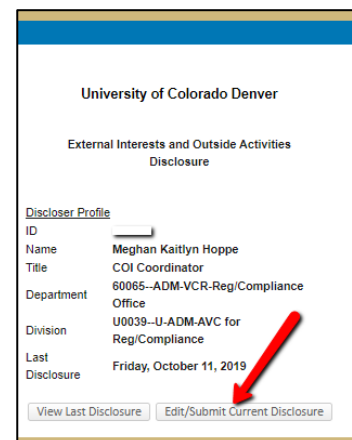 University of Colorado Denver
External Interests and Outside Activities
Disclosure
Discloser Profile
ID
Name Meghan Kaitlyn Hoppe
Title COI Coordinator
Department 60065--ADM-VCR-Reg/Compliance
Office
Division U0039--U-ADM-AVC for
Reg/Compliance
Last
Disclosure Friday, October 11, 2019
View Last Disclosure Edit/Submit Current Disclosure